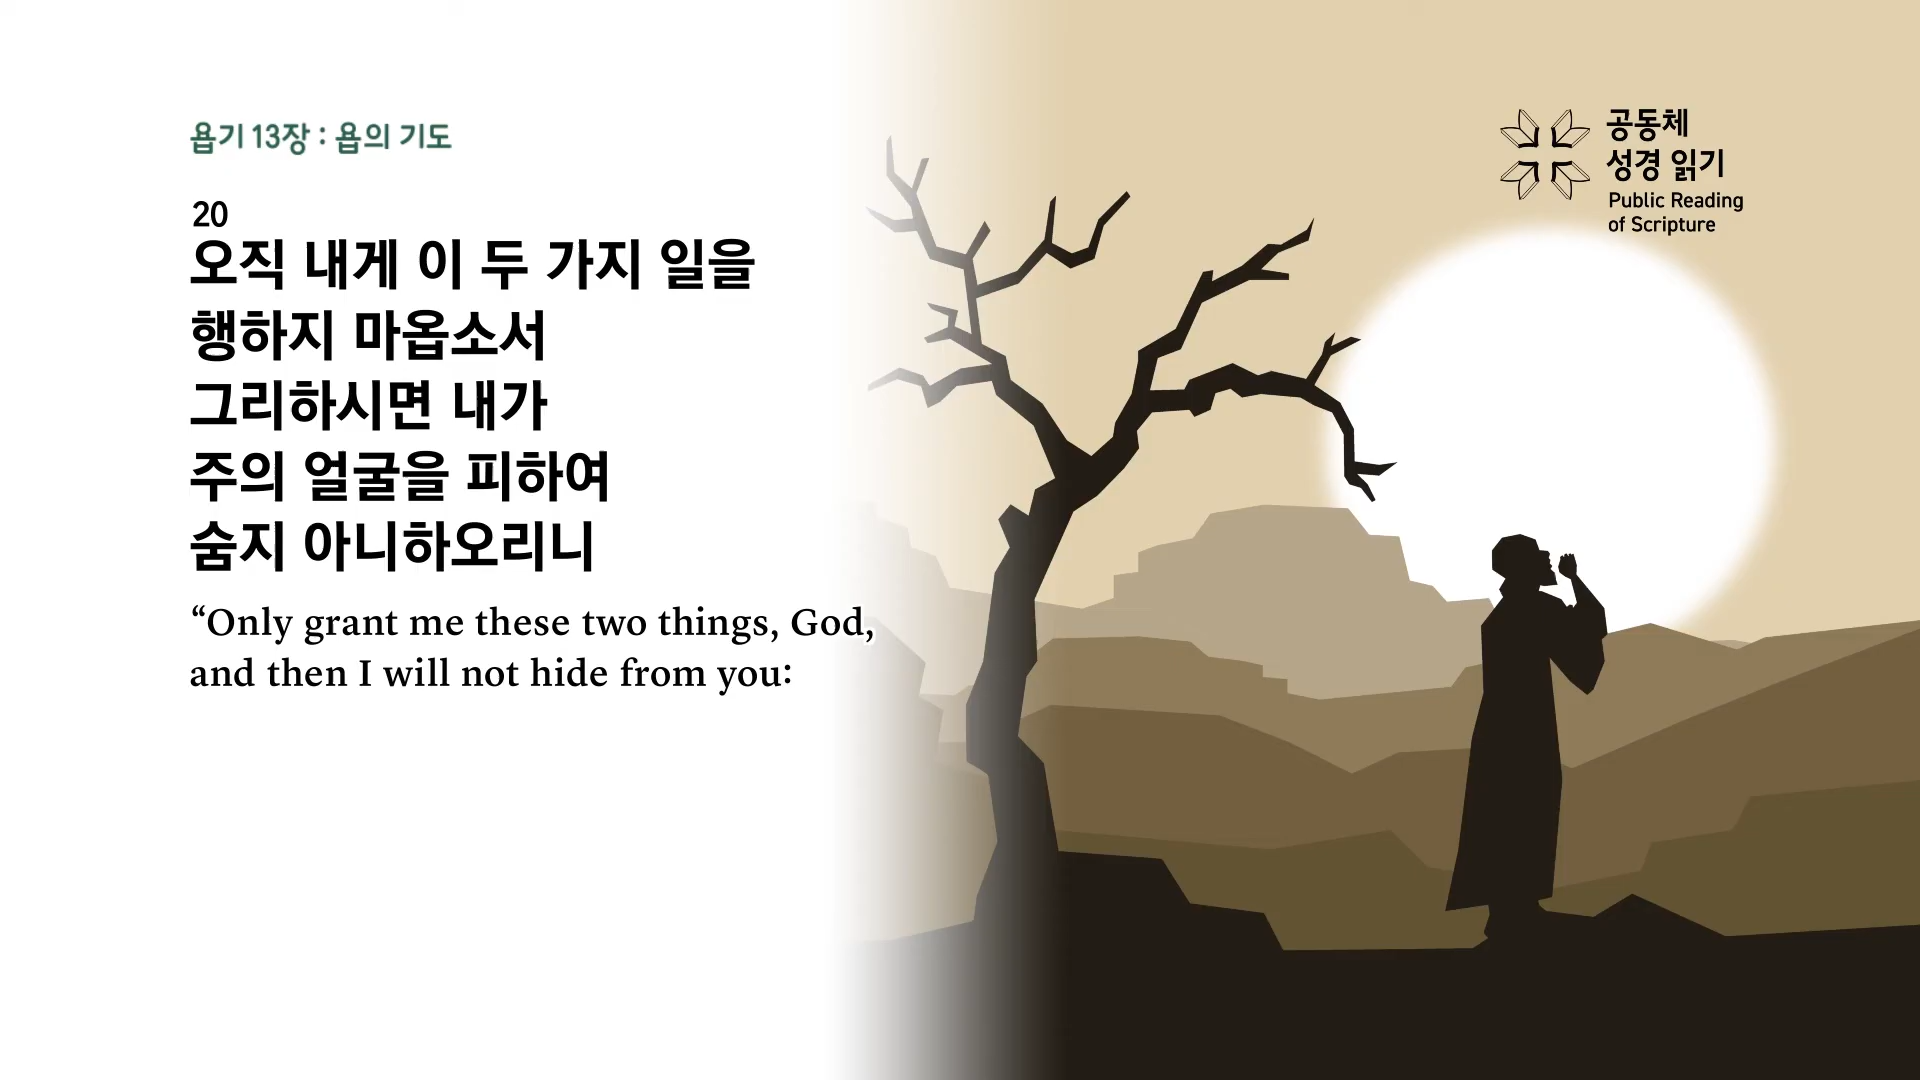 욥기 13장 : 욥의 기도
20
오직 내게 이 두 가지 일을
행하지 마옵소서
그리하시면 내가
주의 얼굴을 피하여
숨지 아니하오리니
“Only grant me these two things, God,
and then I will not hide from you:
공동체
성경 읽기
Public Reading
of Scripture